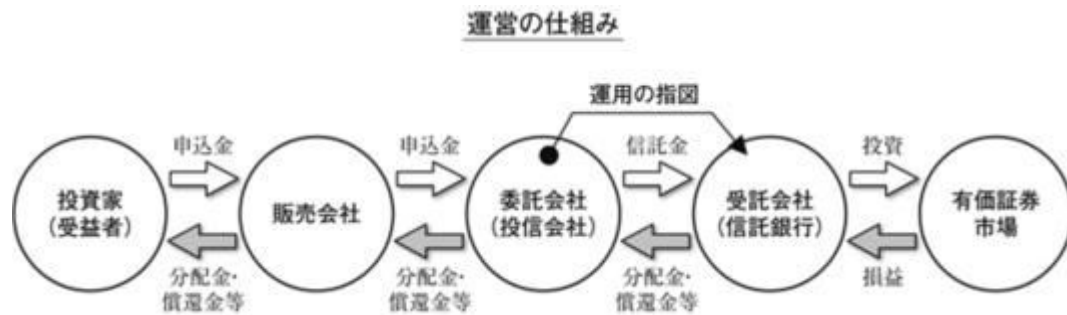 運営の仕組み
運用の指図
申込金
申込金
信託金
投資
投資家
(受益者)
販売会社
委託会社
(投信会社)
受託会社
(信託銀行)
有価証券
市場
分配金・
償還金等
分配金・
償還金等
分配金・
償還金等
損益